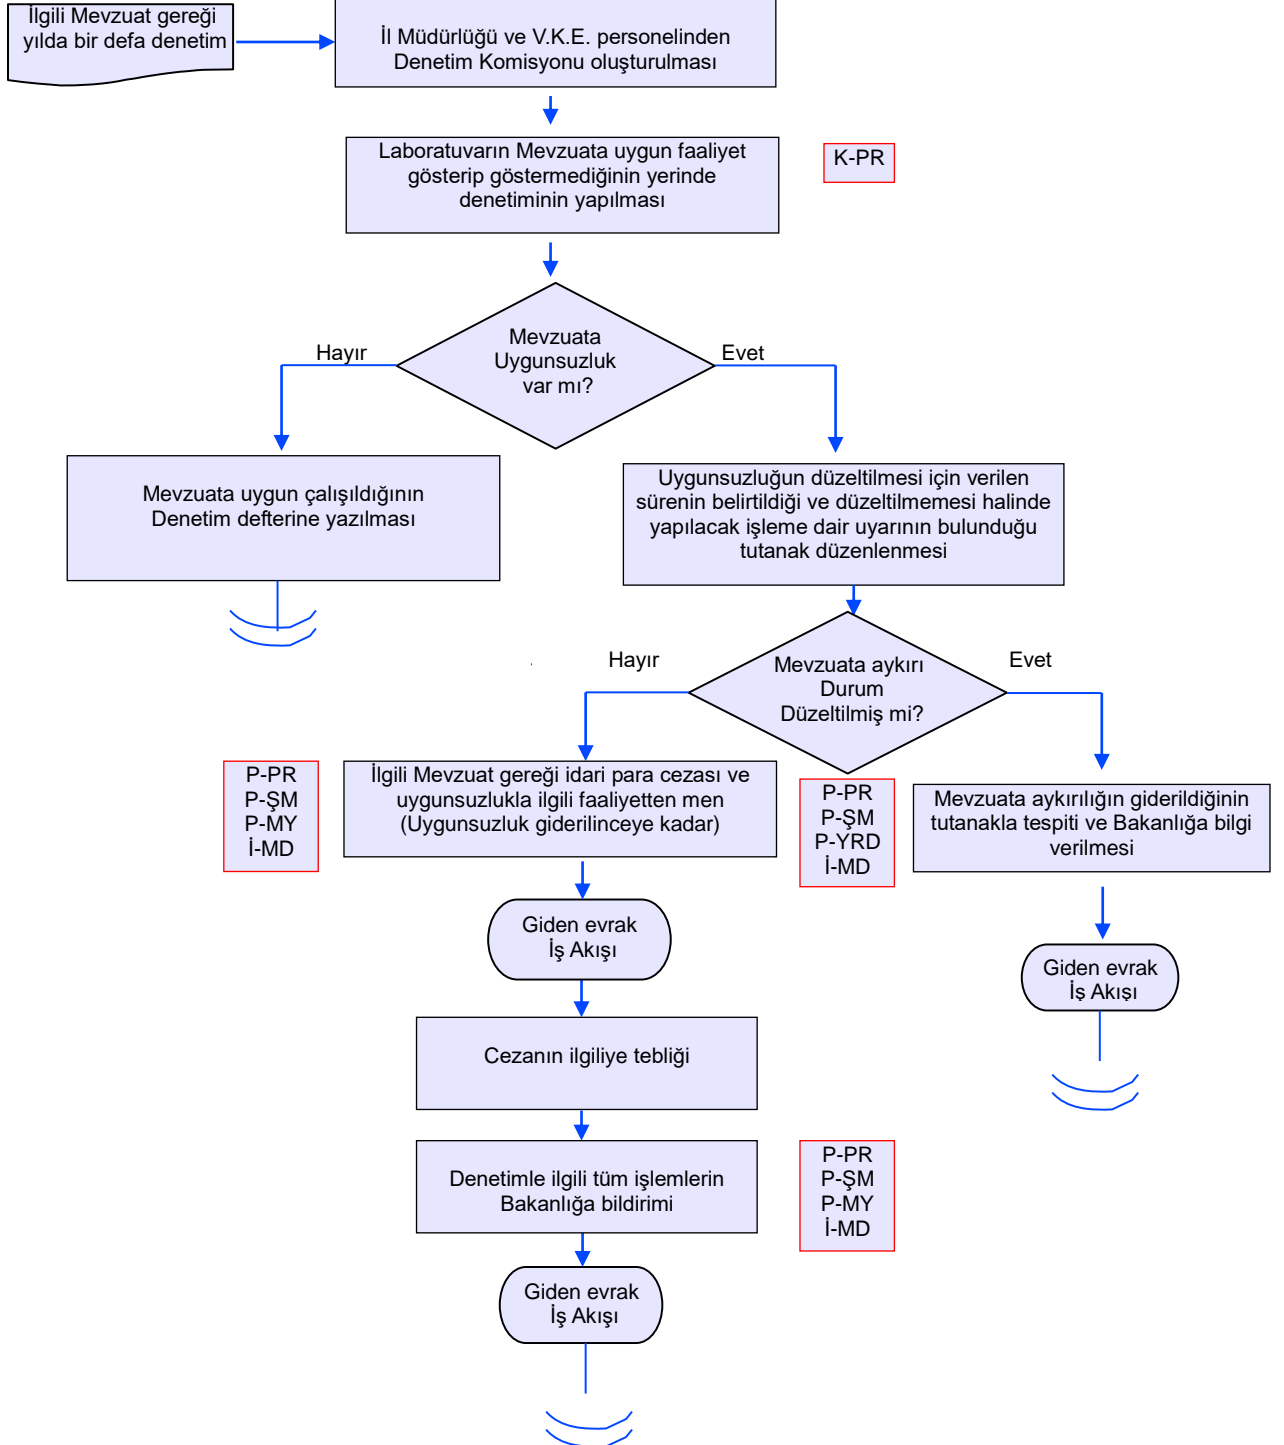 İlgili Mevzuat gereği
yılda bir defa denetim
İl Müdürlüğü ve V.K.E. personelinden
Denetim Komisyonu oluşturulması
Laboratuvarın Mevzuata uygun faaliyet
gösterip göstermediğinin yerinde
denetiminin yapılması
K-PR
Mevzuata
Uygunsuzluk
var mı?
Hayır
Evet
Mevzuata uygun çalışıldığının
Denetim defterine yazılması
Uygunsuzluğun düzeltilmesi için verilen
sürenin belirtildiği ve düzeltilmemesi halinde
yapılacak işleme dair uyarının bulunduğu
tutanak düzenlenmesi
Hayır
Mevzuata aykırı
Durum
Düzeltilmiş mi?
Evet
P-PR
P-ŞM
P-MY
İ-MD
İlgili Mevzuat gereği idari para cezası ve
uygunsuzlukla ilgili faaliyetten men
(Uygunsuzluk giderilinceye kadar)
P-PR
P-ŞM
P-YRD
İ-MD
Mevzuata aykırılığın giderildiğinin
tutanakla tespiti ve Bakanlığa bilgi
verilmesi
Giden evrak
İş Akışı
Giden evrak
İş Akışı
Cezanın ilgiliye tebliği
Denetimle ilgili tüm işlemlerin
Bakanlığa bildirimi
P-PR
P-ŞM
P-MY
İ-MD
Giden evrak
İş Akışı